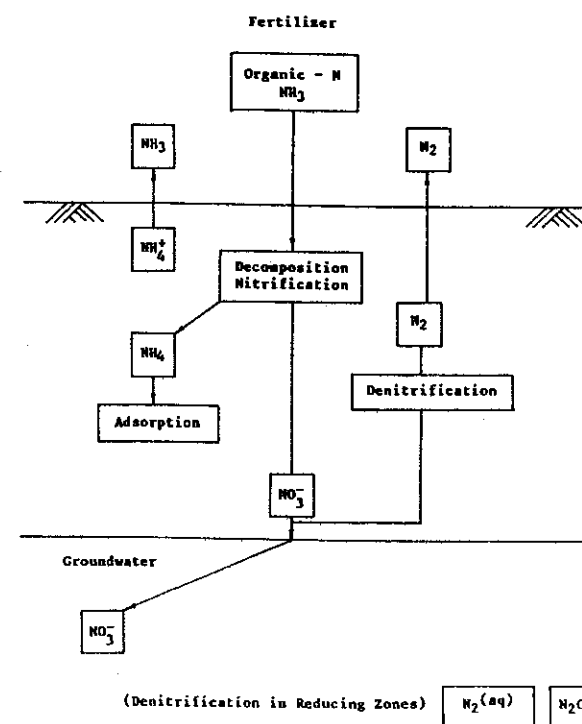 Fertilizer
Organic - N
NH3
NH3
N2
NH4+
Decomposition
Nitrification
N2
NH4
Denitrification
Adsorption
NO3-
Groundwater
NO3-
(Denitrification in Reducing Zones)
N2(aq)
N2(